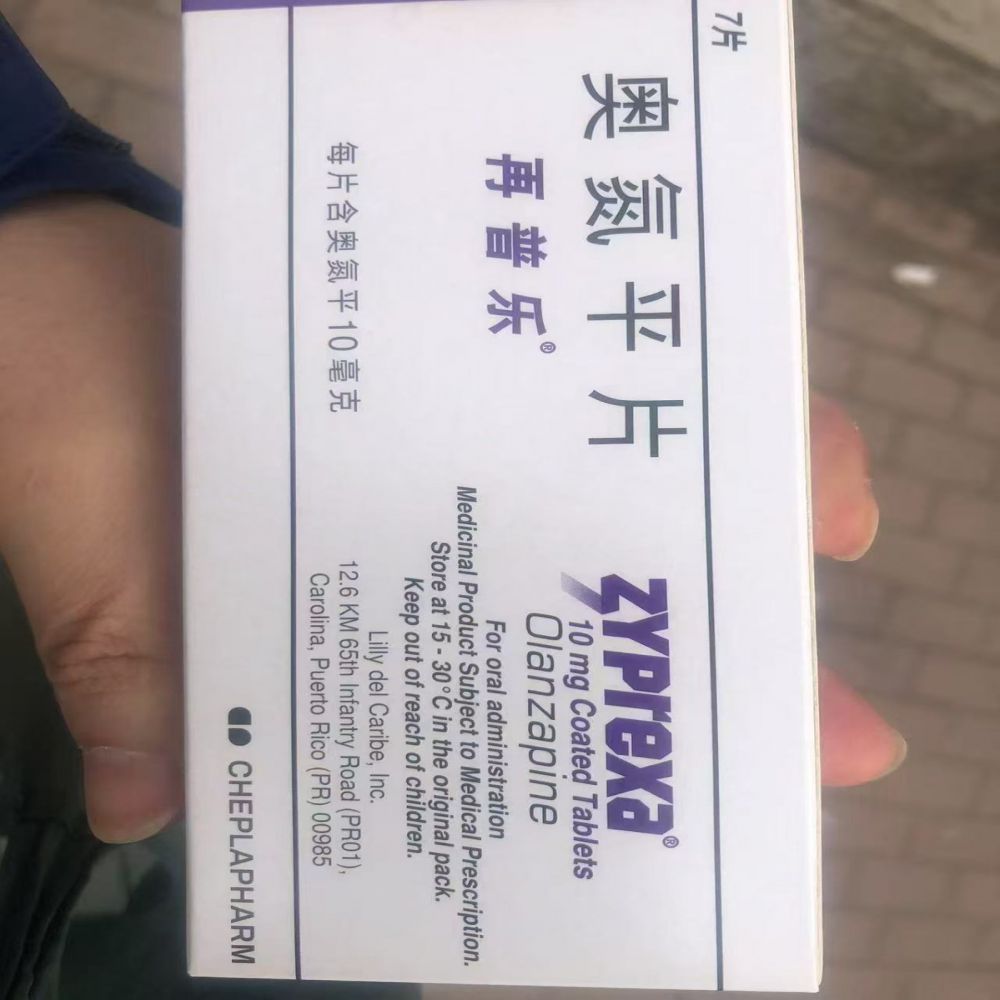 7片
奥氮平片
再普乐®
每片含奥氮平10毫克
ZYPrexa®
10 mg Coated Tablets
Olanzapine
For oral administration
Medicinal Product Subject to Medical Prescription.
Store at 15 - 30°C in the original pack.
Keep out of reach of children.
Lilly del Caribe, Inc.
12.6 KM 65th Infantry Road (PR01),
Carolina, Puerto Rico (PR) 00985
CHEPLAPHARM